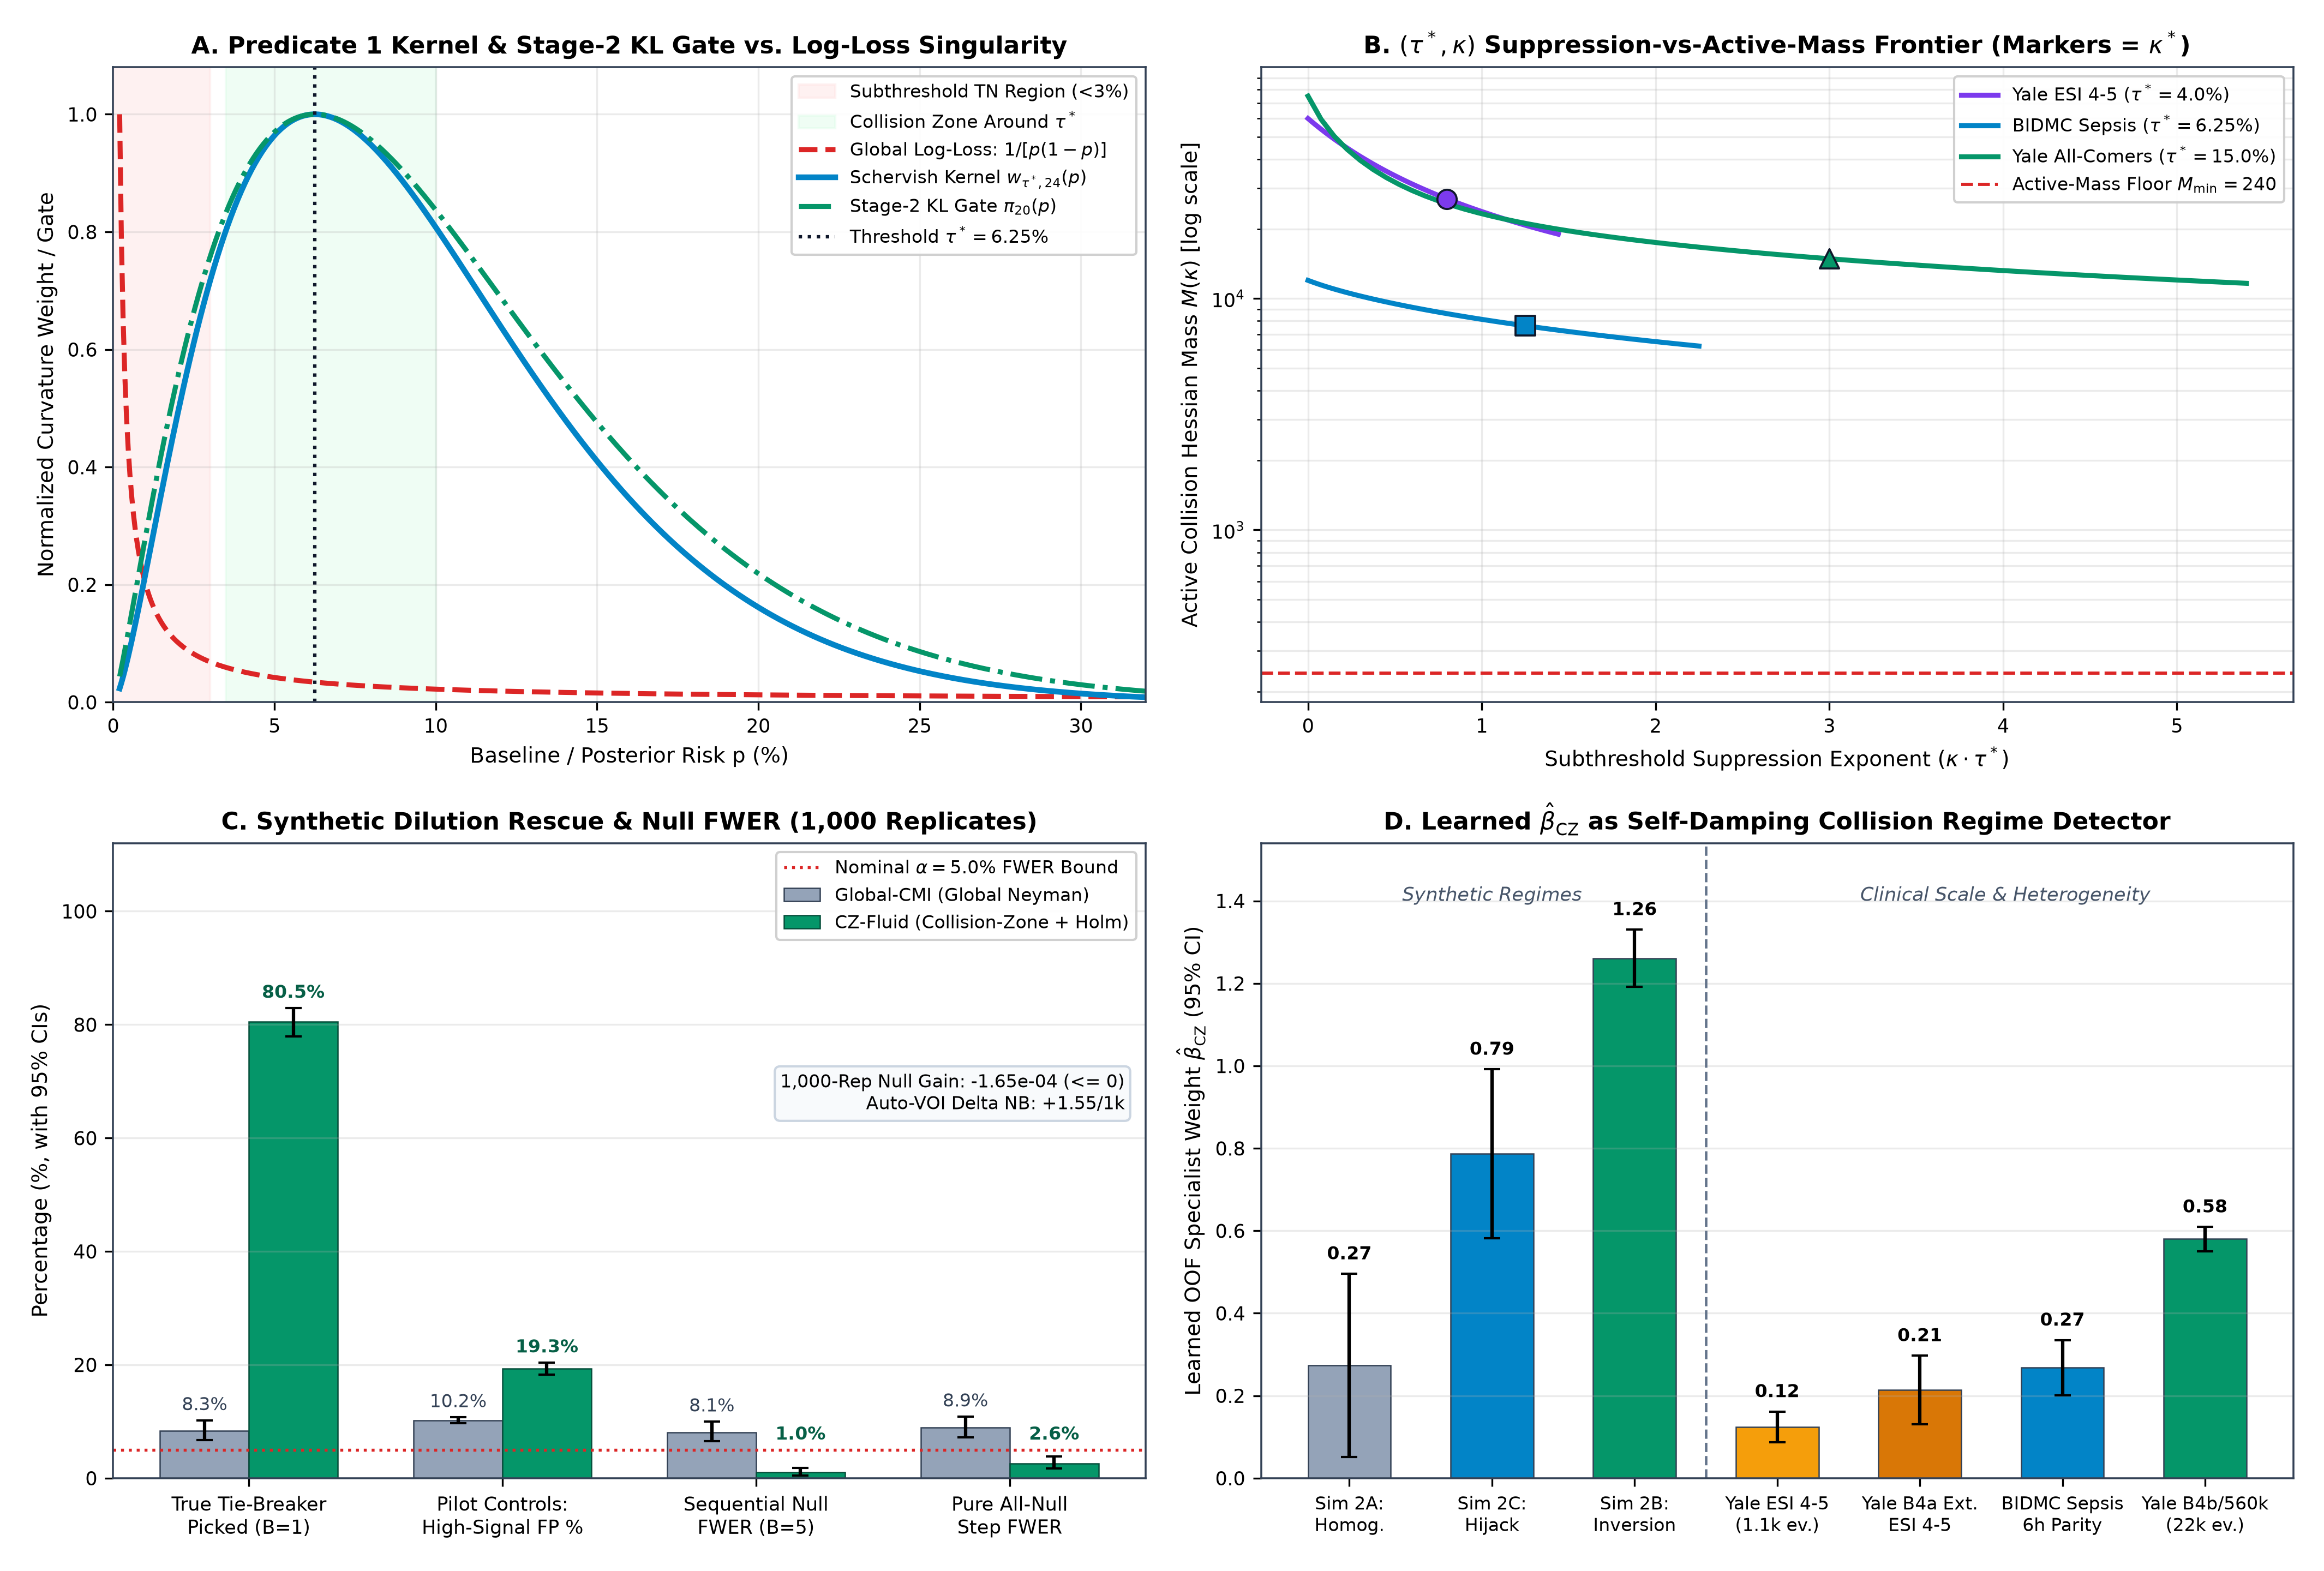 A. Predicate 1 Kernel & Stage-2 KL Gate vs. Log-Loss Singularity
Normalized Curvature Weight / Gate
1.0
0.8
0.6
0.4
0.2
0.0
Subthreshold TN Region (<3%)
Collision Zone Around τ*
Global Log-Loss: 1/[p(1 − p)]
Schervish Kernel w_{τ*, 24}(p)
Stage-2 KL Gate π₂₀(p)
Threshold τ* = 6.25%
0 5 10 15 20 25 30
Baseline / Posterior Risk p (%)
B. (τ*, κ) Suppression-vs-Active-Mass Frontier (Markers = κ*)
Active Collision Hessian Mass M(κ) [log scale]
10⁴
10³
Yale ESI 4-5 (τ* = 4.0%)
BIDMC Sepsis (τ* = 6.25%)
Yale All-Comers (τ* = 15.0%)
Active-Mass Floor M_min = 240
0 1 2 3 4 5
Subthreshold Suppression Exponent (κ · τ*)
C. Synthetic Dilution Rescue & Null FWER (1,000 Replicates)
Percentage (%, with 95% CIs)
100
80
60
40
20
0
Nominal α = 5.0% FWER Bound
Global-CMI (Global Neyman)
CZ-Fluid (Collision-Zone + Holm)
1,000-Rep Null Gain: -1.65e-04 (<= 0)
Auto-VOI Delta NB: +1.55/1k
8.3%
80.5%
10.2%
19.3%
8.1%
1.0%
8.9%
2.6%
True Tie-Breaker
Picked (B=1)
Pilot Controls:
High-Signal FP %
Sequential Null
FWER (B=5)
Pure All-Null
Step FWER
D. Learned β̂_CZ as Self-Damping Collision Regime Detector
Learned OOF Specialist Weight β̂_CZ (95% CI)
1.4
1.2
1.0
0.8
0.6
0.4
0.2
0.0
Synthetic Regimes
Clinical Scale & Heterogeneity
0.27
0.79
1.26
0.12
0.21
0.27
0.58
Sim 2A:
Homog.
Sim 2C:
Hijack
Sim 2B:
Inversion
Yale ESI 4-5
(1.1k ev.)
Yale B4a Ext.
ESI 4-5
BIDMC Sepsis
6h Parity
Yale B4b/560k
(22k ev.)